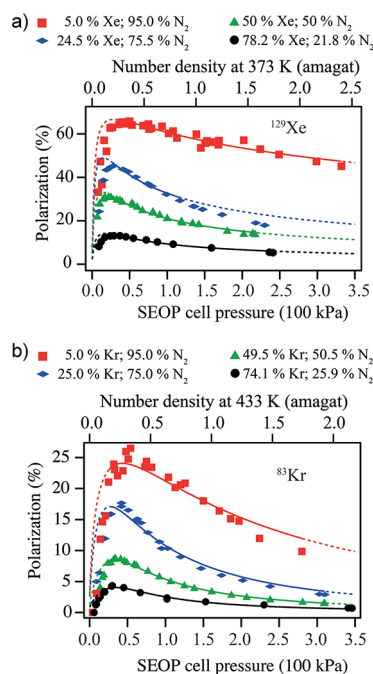 a)
5.0 % Xe; 95.0 % N₂
50 % Xe; 50 % N₂
24.5 % Xe; 75.5 % N₂
78.2 % Xe; 21.8 % N₂
Number density at 373 K (amagat)
0.0 0.5 1.0 1.5 2.0 2.5
¹²⁹Xe
Polarization (%)
60
40
20
0
0.0 0.5 1.0 1.5 2.0 2.5 3.0 3.5
SEOP cell pressure (100 kPa)
b)
5.0 % Kr; 95.0 % N₂
49.5 % Kr; 50.5 % N₂
25.0 % Kr; 75.0 % N₂
74.1 % Kr; 25.9 % N₂
Number density at 433 K (amagat)
0.0 0.5 1.0 1.5 2.0
⁸³Kr
Polarization (%)
25
20
15
10
5
0
0.0 0.5 1.0 1.5 2.0 2.5 3.0 3.5
SEOP cell pressure (100 kPa)